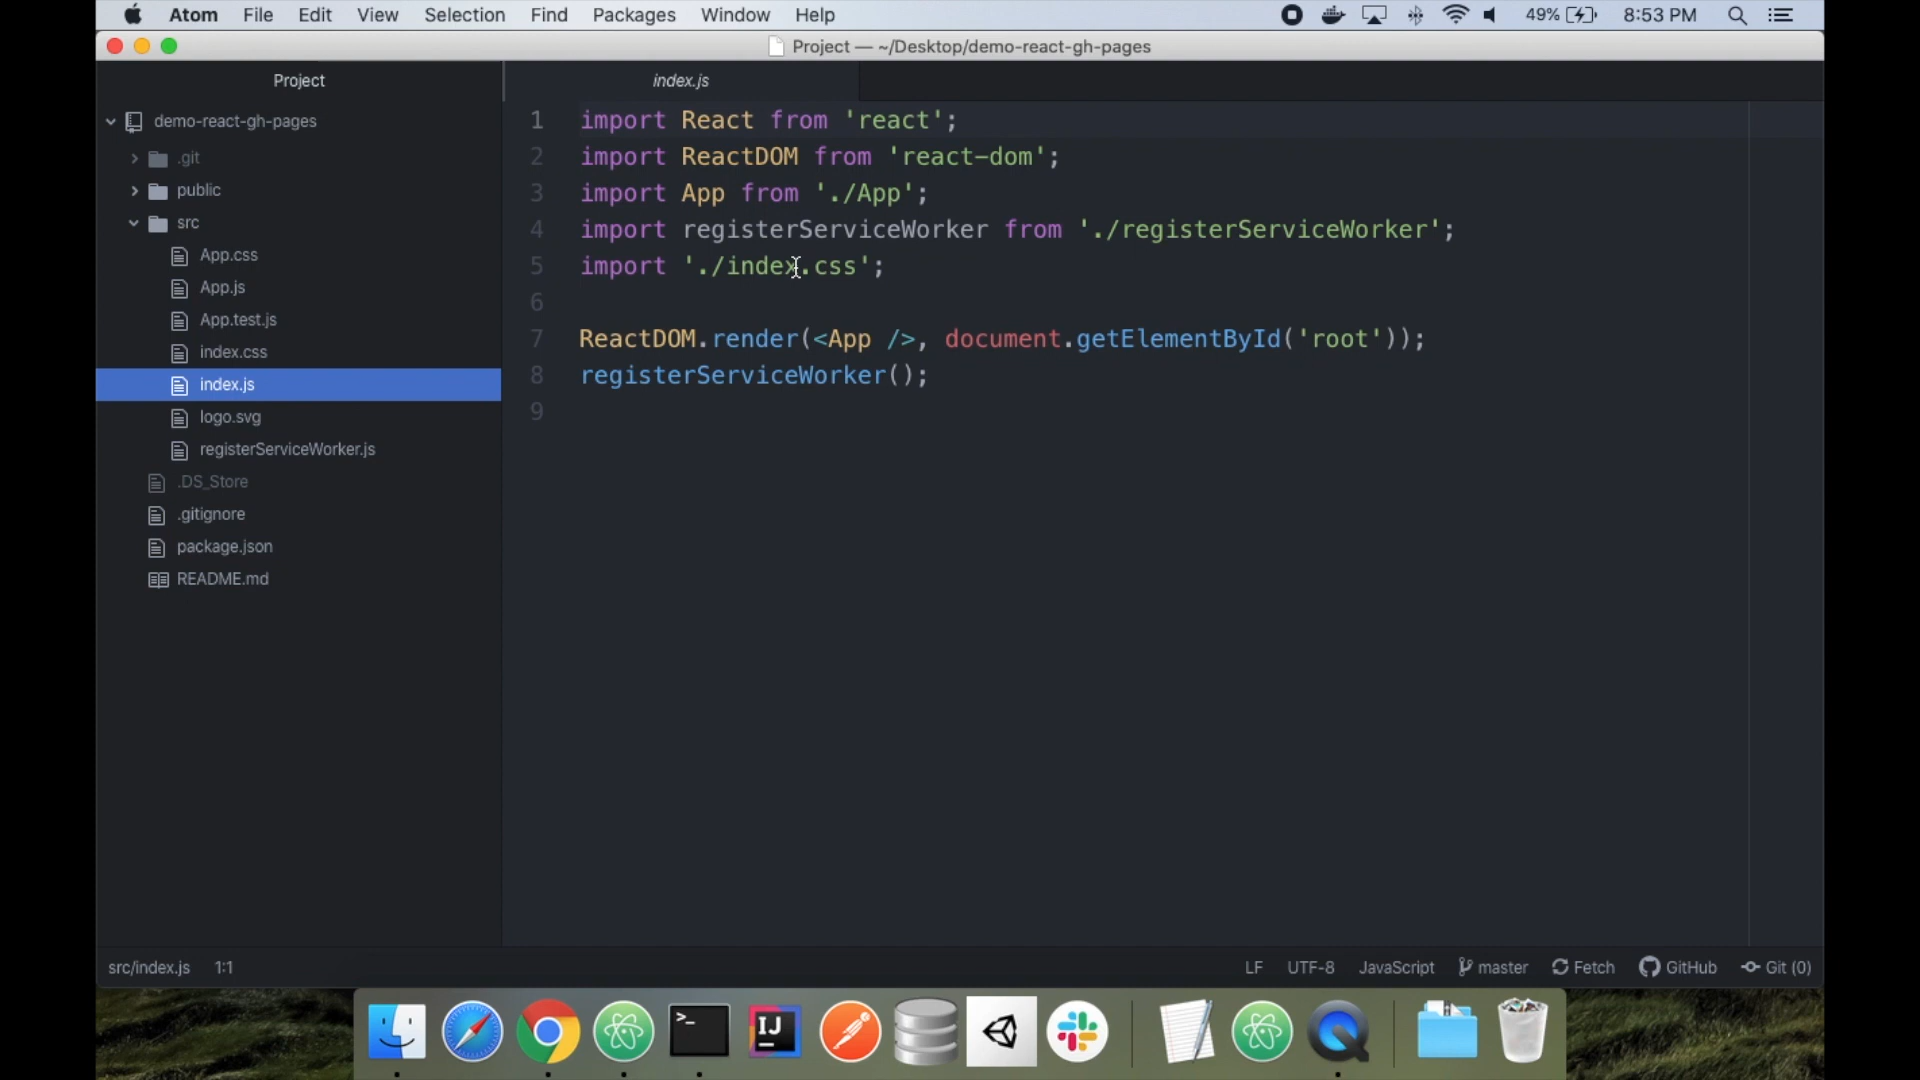 Atom File Edit View Selection Find Packages Window Help 49% 8:53 PM
Project — ~/Desktop/demo-react-gh-pages
Project
index.js
demo-react-gh-pages
.git
public
src
App.css
App.js
App.test.js
index.css
index.js
logo.svg
registerServiceWorker.js
.DS_Store
.gitignore
package.json
README.md
1 import React from 'react';
2 import ReactDOM from 'react-dom';
3 import App from './App';
4 import registerServiceWorker from './registerServiceWorker';
5 import './index.css';
6
7 ReactDOM.render(<App />, document.getElementById('root'));
8 registerServiceWorker();
9
src/index.js 1:1 LF UTF-8 JavaScript master Fetch GitHub Git (0)
>_ IJ